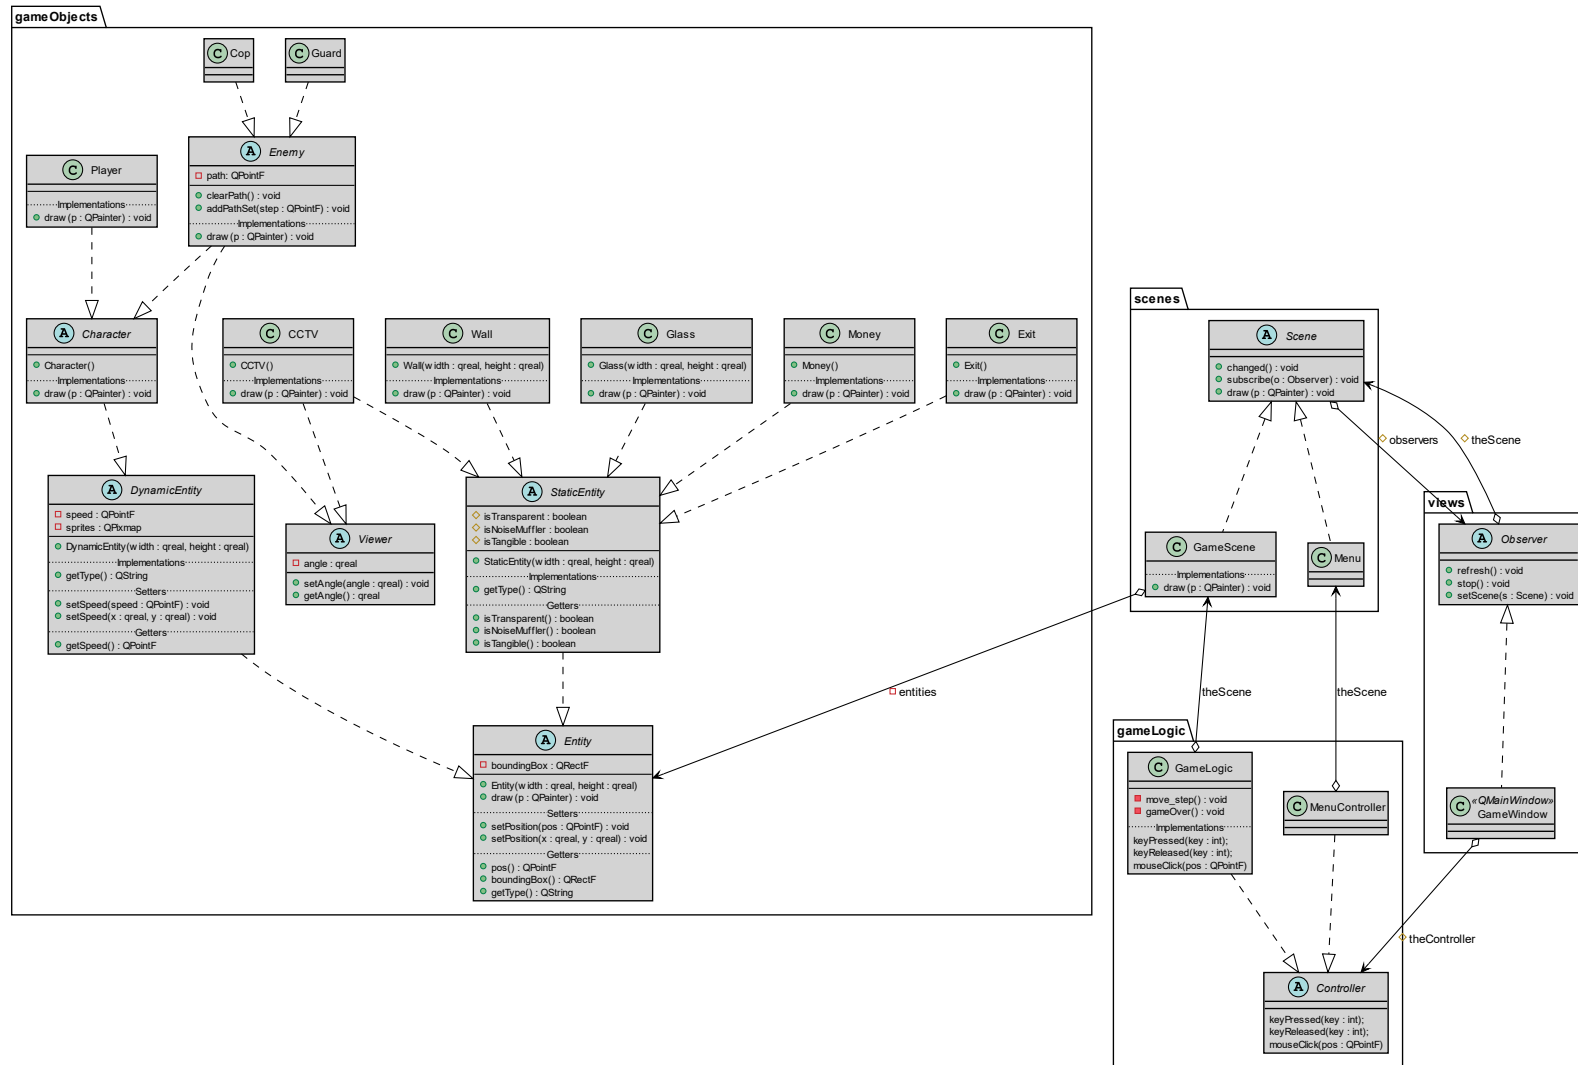 gameObjects
C Cop
C Guard
A Enemy
path: QPointF
clearPath() : void
addPathSet(step : QPointF) : void
Implementations
draw (p : QPainter) : void
C Player
Implementations
draw (p : QPainter) : void
A Character
Character()
Implementations
draw (p : QPainter) : void
C CCTV
CCTV()
Implementations
draw (p : QPainter) : void
C Wall
Wall(width : qreal, height : qreal)
Implementations
draw (p : QPainter) : void
C Glass
Glass(width : qreal, height : qreal)
Implementations
draw (p : QPainter) : void
C Money
Money()
Implementations
draw (p : QPainter) : void
C Exit
Exit()
Implementations
draw (p : QPainter) : void
A DynamicEntity
speed : QPointF
sprites : QPixmap
DynamicEntity(width : qreal, height : qreal)
Implementations
getType() : QString
Setters
setSpeed(speed : QPointF) : void
setSpeed(x : qreal, y : qreal) : void
Getters
getSpeed() : QPointF
A Viewer
angle : qreal
setAngle(angle : qreal) : void
getAngle() : qreal
A StaticEntity
isTransparent : boolean
isNoiseMuffler : boolean
isTangible : boolean
StaticEntity(width : qreal, height : qreal)
Implementations
getType() : QString
Getters
isTransparent() : boolean
isNoiseMuffler() : boolean
isTangible() : boolean
A Entity
boundingBox : QRectF
Entity(width : qreal, height : qreal)
draw (p : QPainter) : void
Setters
setPosition(pos : QPointF) : void
setPosition(x : qreal, y : qreal) : void
Getters
pos() : QPointF
boundingBox() : QRectF
getType() : QString
entities
scenes
A Scene
changed() : void
subscribe(o : Observer) : void
draw (p : QPainter) : void
observers
theScene
C GameScene
Implementations
draw (p : QPainter) : void
C Menu
views
A Observer
refresh() : void
stop() : void
setScene(s : Scene) : void
theScene
theScene
gameLogic
C GameLogic
move_step() : void
gameOver() : void
Implementations
keyPressed(key : int);
keyReleased(key : int);
mouseClick(pos : QPointF)
C MenuController
C «QMainWindow»
GameWindow
theController
A Controller
keyPressed(key : int);
keyReleased(key : int);
mouseClick(pos : QPointF)